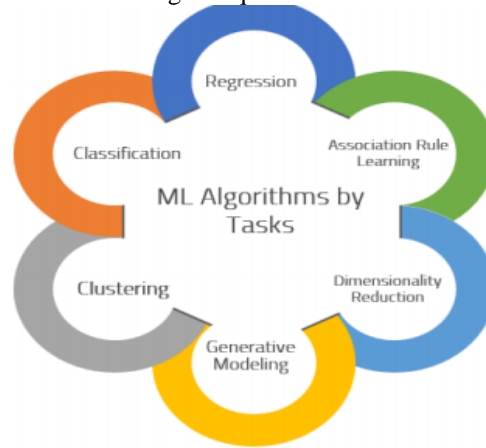 Regression
Association Rule
Learning
Classification
ML Algorithms by
Tasks
Dimensionality
Reduction
Clustering
Generative
Modeling